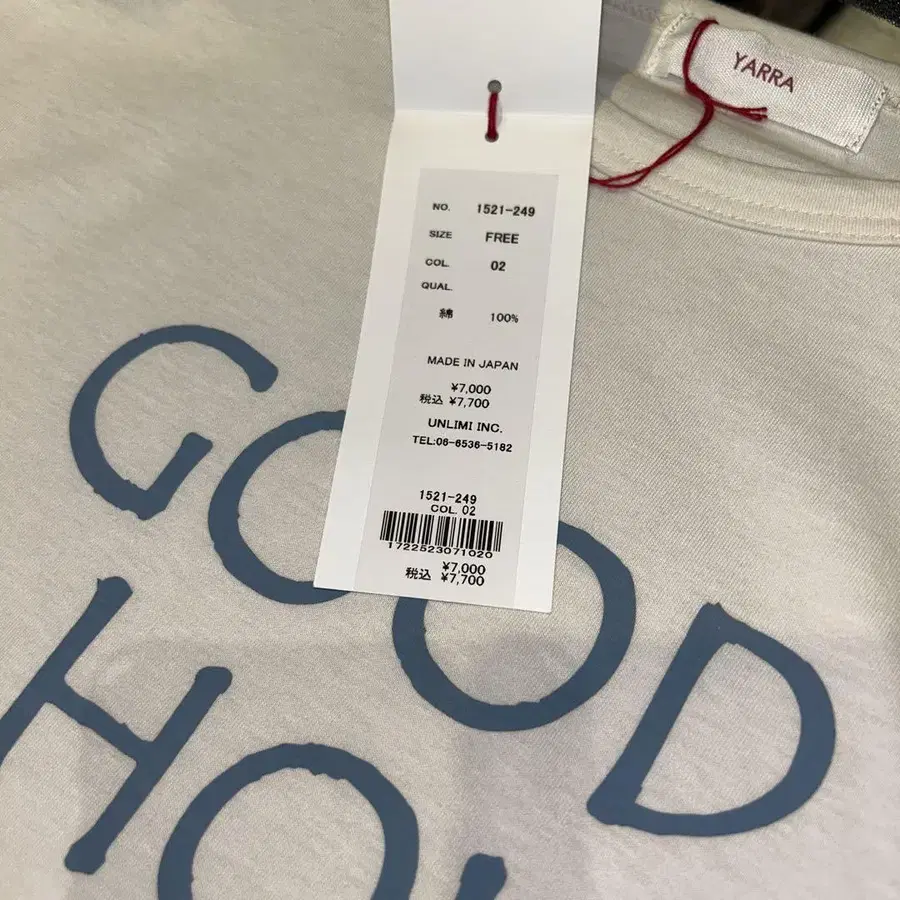 YARRA
NO. 1521-249
SIZE FREE
COL. 02
QUAL.
綿 100%
MADE IN JAPAN
¥7,000
税込 ¥7,700
UNLIMI INC.
TEL:06-6536-5182
1521-249
COL. 02
1722523071020
¥7,000
税込 ¥7,700
GOOD
HO